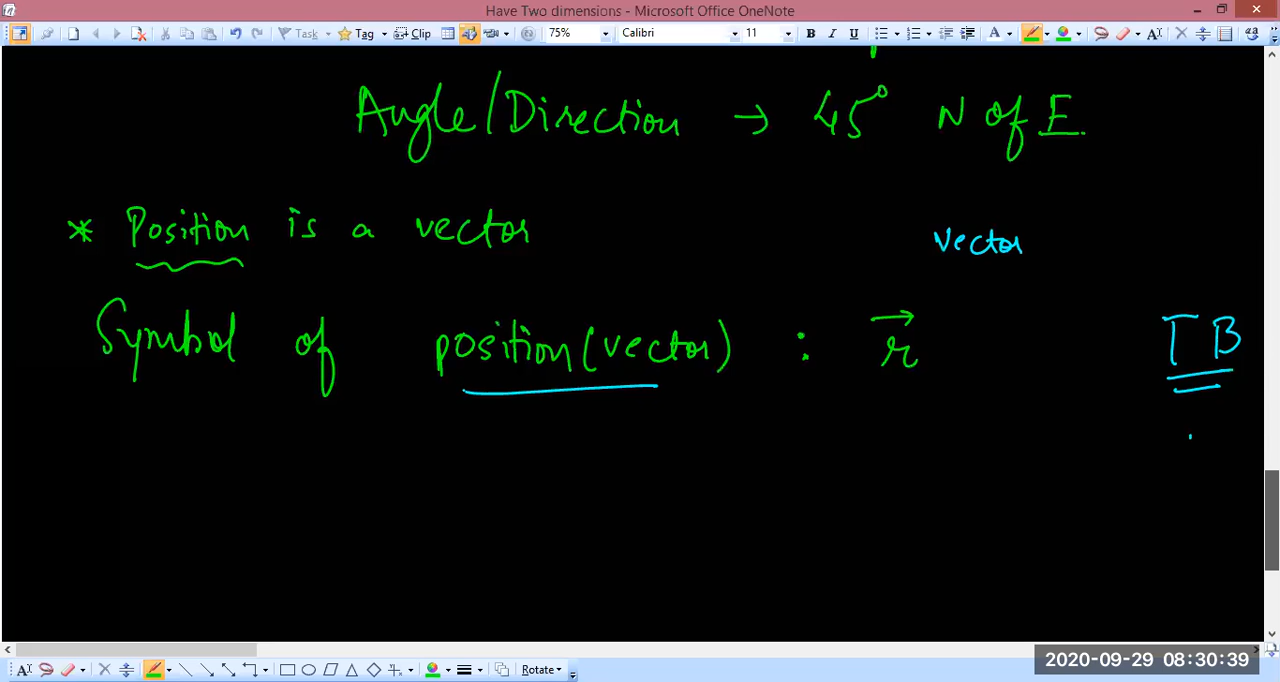 Have Two dimensions - Microsoft Office OneNote
Task Tag Clip 75% Calibri 11 B I U A
Angle/Direction → 45° N of E
* Position is a vector
vector
Symbol of position(vector) : r⃗
TB
Rotate
2020-09-29 08:30:39